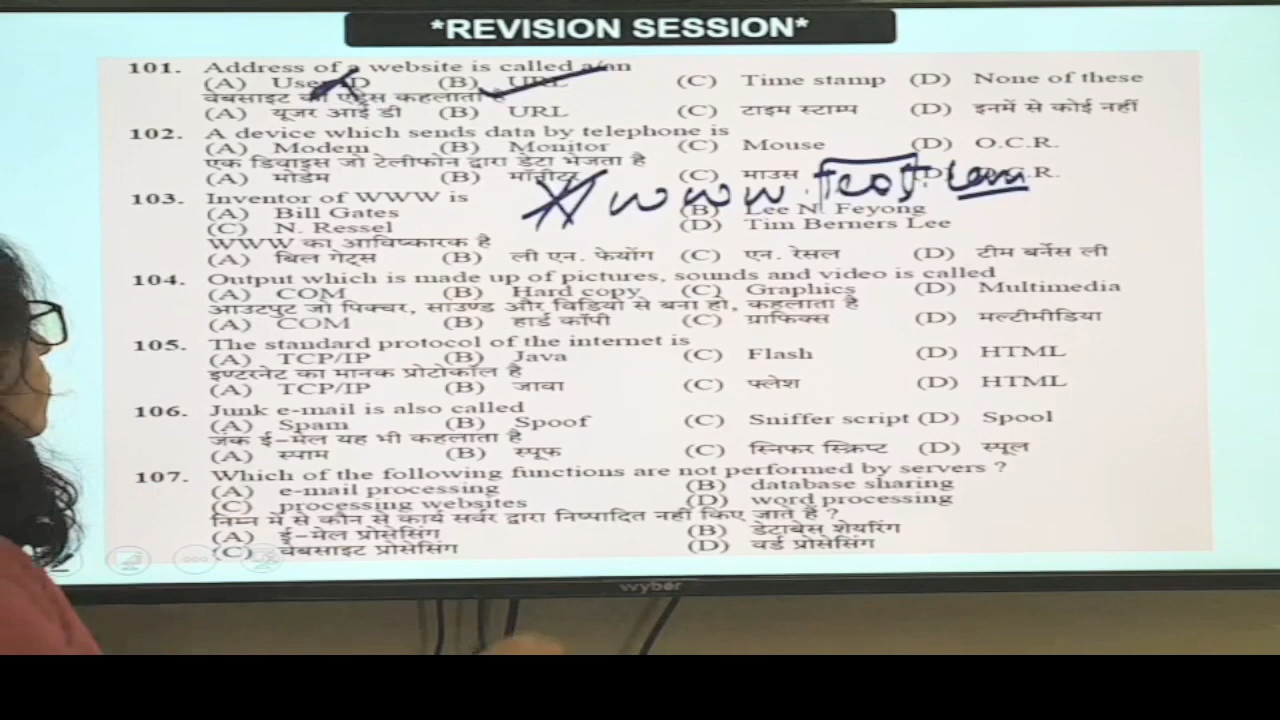 *REVISION SESSION*
101. Address of a website is called a/an
(A) User ID (B) URL (C) Time stamp (D) None of these
वेबसाइट का एड्रेस कहलाता है
(A) यूजर आई डी (B) URL (C) टाइम स्टाम्प (D) इनमें से कोई नहीं
102. A device which sends data by telephone is
(A) Modem (B) Monitor (C) Mouse (D) O.C.R.
एक डिवाइस जो टेलीफोन द्वारा डेटा भेजता है
(A) मोडेम (B) मॉनीटर (C) माउस (D) O.C.R.
www.
com
103. Inventor of WWW is
(A) Bill Gates (B) Lee N. Feyong
(C) N. Ressel (D) Tim Berners Lee
WWW का आविष्कारक है
(A) बिल गेट्स (B) ली एन. फेयोंग (C) एन. रेसल (D) टीम बर्नेस ली
104. Output which is made up of pictures, sounds and video is called
(A) COM (B) Hard copy (C) Graphics (D) Multimedia
आउटपुट जो पिक्चर, साउण्ड और विडियो से बना हो, कहलाता है
(A) COM (B) हार्ड कॉपी (C) ग्राफिक्स (D) मल्टीमीडिया
105. The standard protocol of the internet is
(A) TCP/IP (B) Java (C) Flash (D) HTML
इण्टरनेट का मानक प्रोटोकॉल है
(A) TCP/IP (B) जावा (C) फ्लेश (D) HTML
106. Junk e-mail is also called
(A) Spam (B) Spoof (C) Sniffer script (D) Spool
जंक ई-मेल यह भी कहलाता है
(A) स्पाम (B) स्पूफ (C) स्निफर स्क्रिप्ट (D) स्पूल
107. Which of the following functions are not performed by servers ?
(A) e-mail processing (B) database sharing
(C) processing websites (D) word processing
निम्न में से कौन से कार्य सर्वर द्वारा निष्पादित नहीं किए जाते हैं ?
(A) ई-मेल प्रोसेसिंग (B) डेटाबेस शेयरिंग
(C) वेबसाइट प्रोसेसिंग (D) वर्ड प्रोसेसिंग
wyber